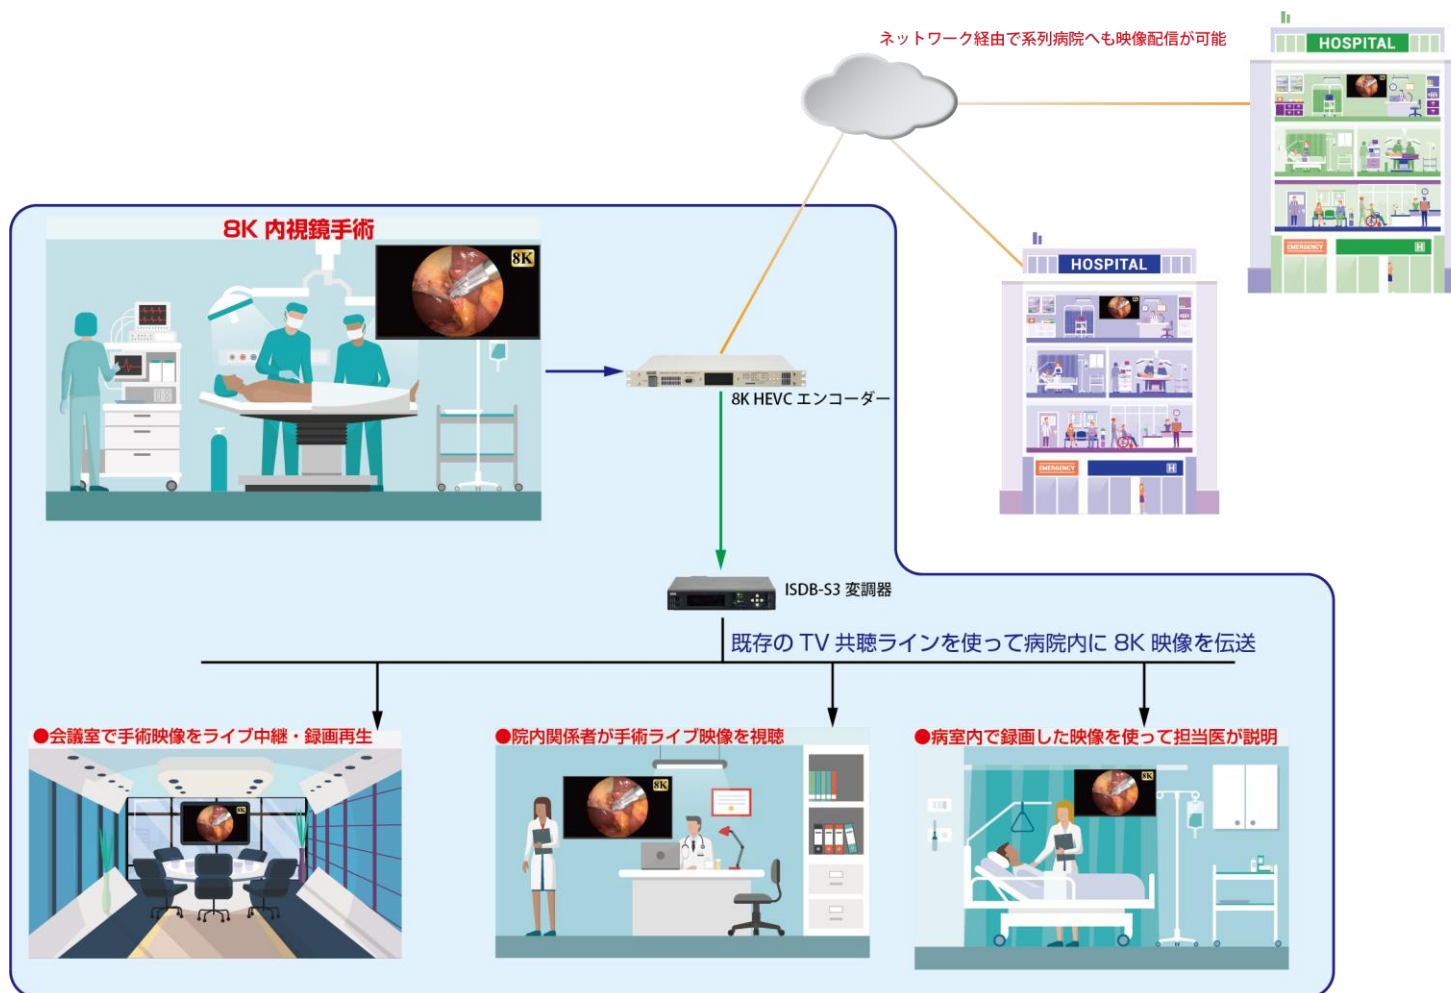 ネットワーク経由で系列病院へも映像配信が可能
HOSPITAL
EMERGENCY
H
8K 内視鏡手術
8K
HOSPITAL
EMERGENCY
H
8K HEVC エンコーダー
ISDB-S3 変調器
既存の TV 共聴ラインを使って病院内に 8K 映像を伝送
●会議室で手術映像をライブ中継・録画再生
8K
●院内関係者が手術ライブ映像を視聴
8K
●病室内で録画した映像を使って担当医が説明
8K